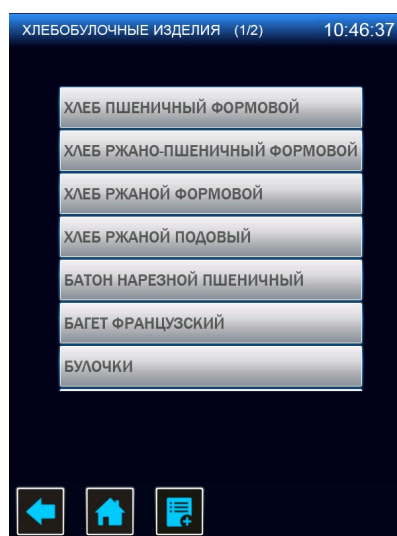 ХЛЕБОБУЛОЧНЫЕ ИЗДЕЛИЯ (1/2) 10:46:37
ХЛЕБ ПШЕНИЧНЫЙ ФОРМОВОЙ
ХЛЕБ РЖАНО-ПШЕНИЧНЫЙ ФОРМОВОЙ
ХЛЕБ РЖАНОЙ ФОРМОВОЙ
ХЛЕБ РЖАНОЙ ПОДОВЫЙ
БАТОН НАРЕЗНОЙ ПШЕНИЧНЫЙ
БАГЕТ ФРАНЦУЗСКИЙ
БУЛОЧКИ